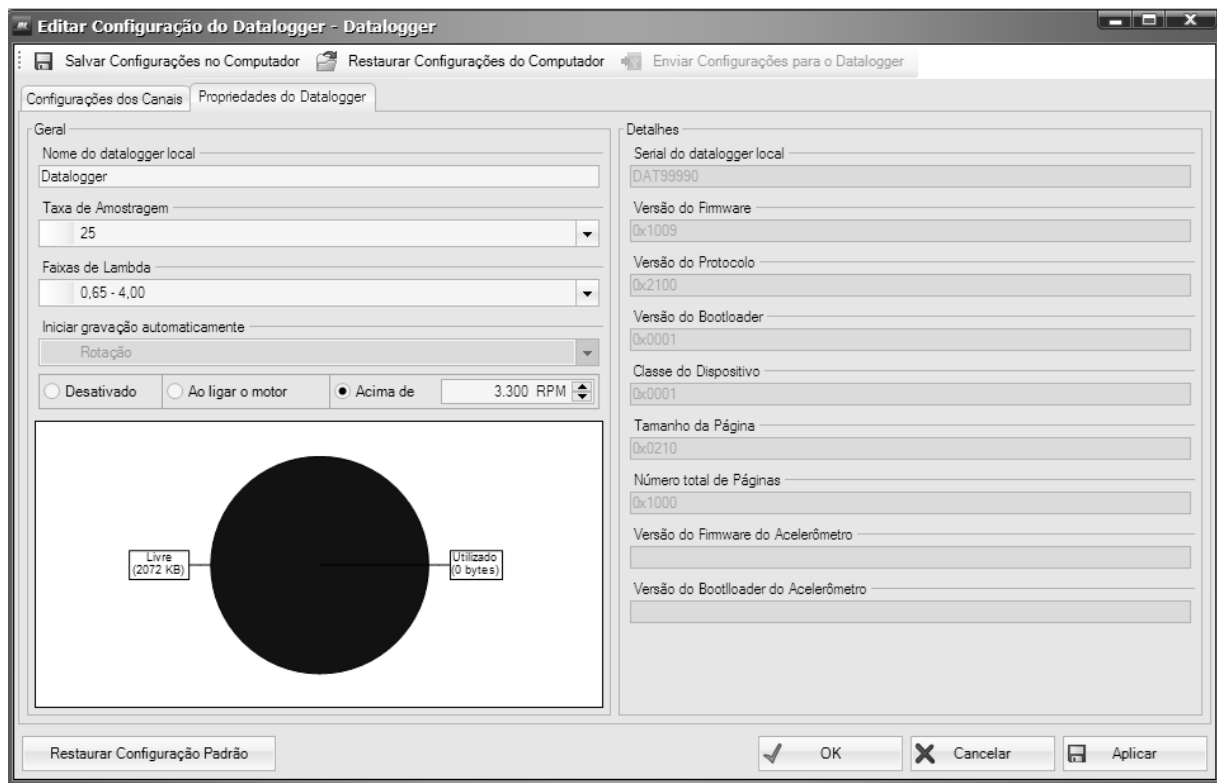 Editar Configuração do Datalogger - Datalogger
Salvar Configurações no Computador Restaurar Configurações do Computador Enviar Configurações para o Datalogger
Configurações dos Canais Propriedades do Datalogger
Geral
Nome do datalogger local
Datalogger
Taxa de Amostragem
25
Faixas de Lambda
0,65 - 4,00
Iniciar gravação automaticamente
Rotação
Desativado Ao ligar o motor Acima de 3.300 RPM
Livre
(2072 KB)
Utilizado
(0 bytes)
Detalhes
Serial do datalogger local
DAT99990
Versão do Firmware
0x1009
Versão do Protocolo
0x2100
Versão do Bootloader
0x0001
Classe do Dispositivo
0x0001
Tamanho da Página
0x0210
Número total de Páginas
0x1000
Versão do Firmware do Acelerômetro
Versão do Bootlloader do Acelerômetro
Restaurar Configuração Padrão OK Cancelar Aplicar